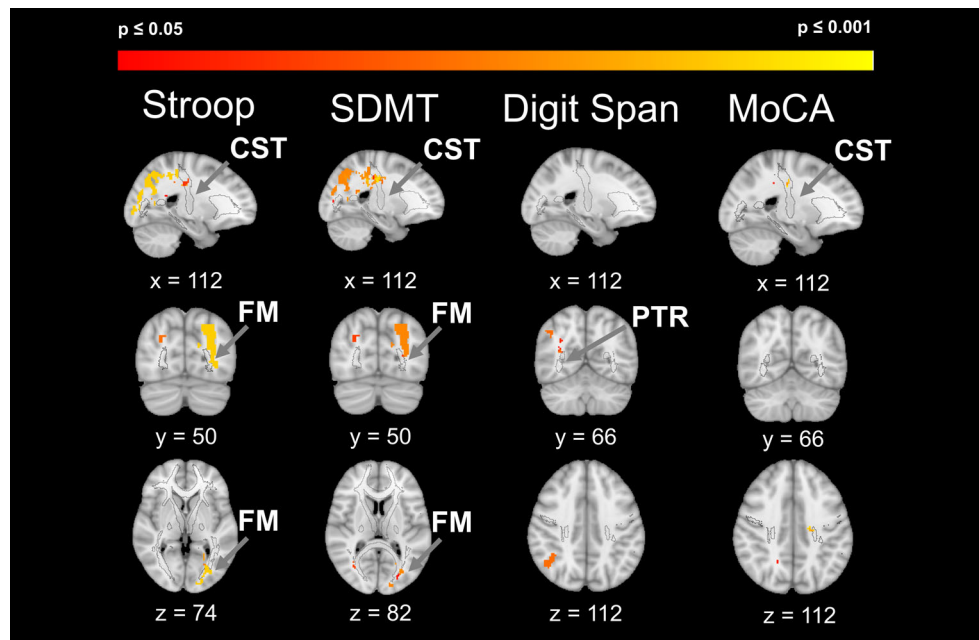 p ≤ 0.05 p ≤ 0.001
Stroop SDMT Digit Span MoCA
CST CST CST
x = 112 x = 112 x = 112 x = 112
FM FM PTR
y = 50 y = 50 y = 66 y = 66
FM FM
z = 74 z = 82 z = 112 z = 112